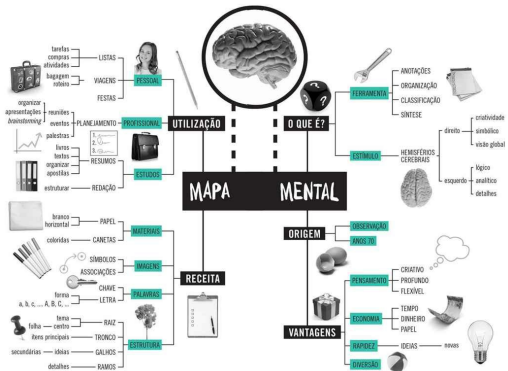 MAPA MENTAL
UTILIZAÇÃO
PESSOAL
LISTAS
tarefas
compras
atividades
VIAGENS
bagagem
roteiro
FESTAS
PROFISSIONAL
PLANEJAMENTO
reuniões
organizar
apresentações
brainstorming
eventos
palestras
1.
2.
3.
ESTUDOS
RESUMOS
livros
textos
organizar
apostilas
REDAÇÃO
estruturar
RECEITA
MATERIAIS
PAPEL
branco
horizontal
CANETAS
coloridas
IMAGENS
SÍMBOLOS
ASSOCIAÇÕES
PALAVRAS
CHAVE
LETRA
forma
a, b, c, ... A, B, C, ...
ESTRUTURA
RAIZ
tema
folha centro
TRONCO
itens principais
GALHOS
secundárias ideias
RAMOS
detalhes
O QUE É?
FERRAMENTA
ANOTAÇÕES
ORGANIZAÇÃO
CLASSIFICAÇÃO
SÍNTESE
ESTÍMULO
HEMISFÉRIOS
CEREBRAIS
direito
criatividade
simbólico
visão global
esquerdo
lógico
analítico
detalhes
ORIGEM
OBSERVAÇÃO
ANOS 70
VANTAGENS
PENSAMENTO
CRIATIVO
PROFUNDO
FLEXÍVEL
ECONOMIA
TEMPO
DINHEIRO
PAPEL
RAPIDEZ
IDEIAS
novas
DIVERSÃO